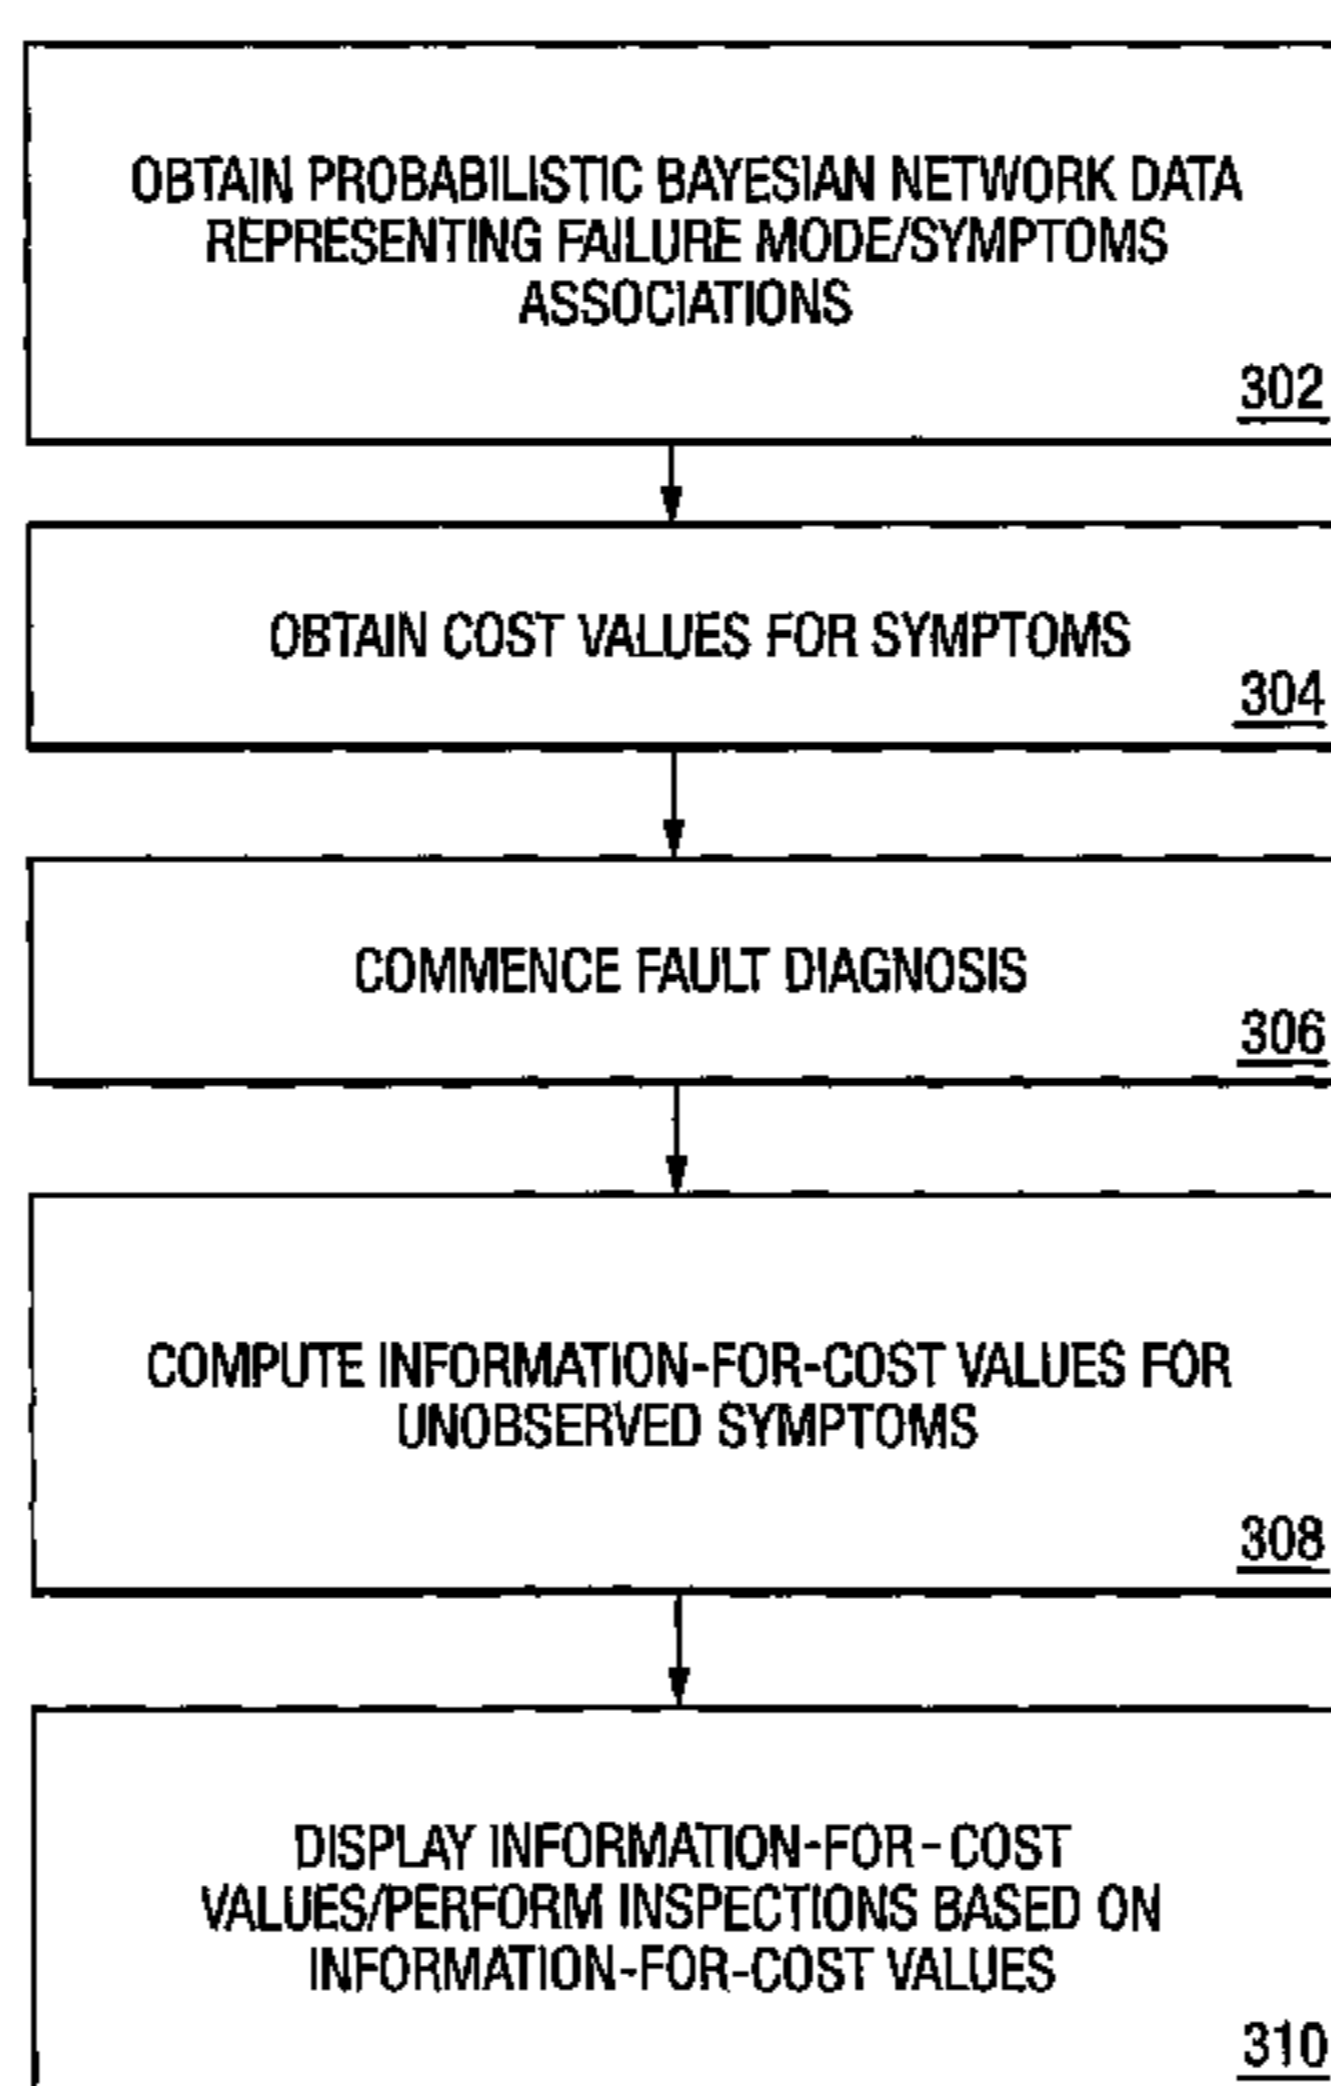 OBTAIN PROBABILISTIC BAYESIAN NETWORK DATA
REPRESENTING FAILURE MODE/SYMPTOMS
ASSOCIATIONS
302
OBTAIN COST VALUES FOR SYMPTOMS
304
COMMENCE FAULT DIAGNOSIS
306
COMPUTE INFORMATION-FOR-COST VALUES FOR
UNOBSERVED SYMPTOMS
308
DISPLAY INFORMATION-FOR-COST
VALUES/PERFORM INSPECTIONS BASED ON
INFORMATION-FOR-COST VALUES
310